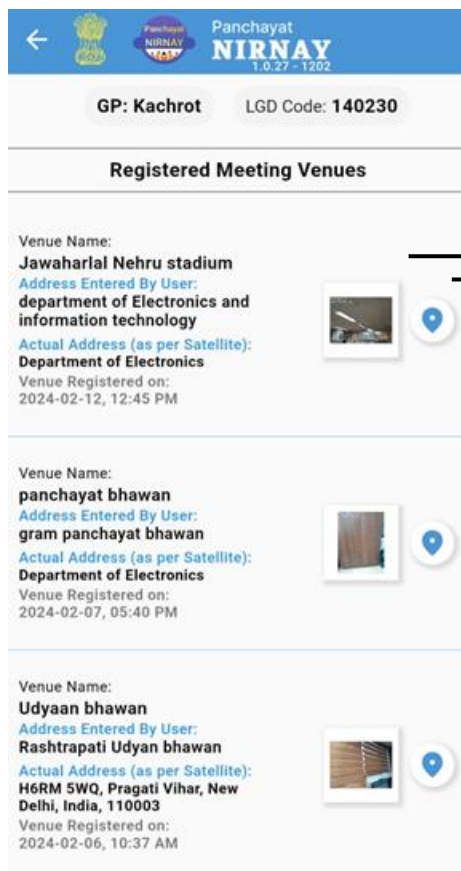 Panchayat
NIRNAY
1.0.27 - 1202
Panchayat
NIRNAY
GP: Kachrot
LGD Code: 140230
Registered Meeting Venues
Venue Name:
Jawaharlal Nehru stadium
Address Entered By User:
department of Electronics and
information technology
Actual Address (as per Satellite):
Department of Electronics
Venue Registered on:
2024-02-12, 12:45 PM
Venue Name:
panchayat bhawan
Address Entered By User:
gram panchayat bhawan
Actual Address (as per Satellite):
Department of Electronics
Venue Registered on:
2024-02-07, 05:40 PM
Venue Name:
Udyaan bhawan
Address Entered By User:
Rashtrapati Udyan bhawan
Actual Address (as per Satellite):
H6RM 5WQ, Pragati Vihar, New
Delhi, India, 110003
Venue Registered on:
2024-02-06, 10:37 AM